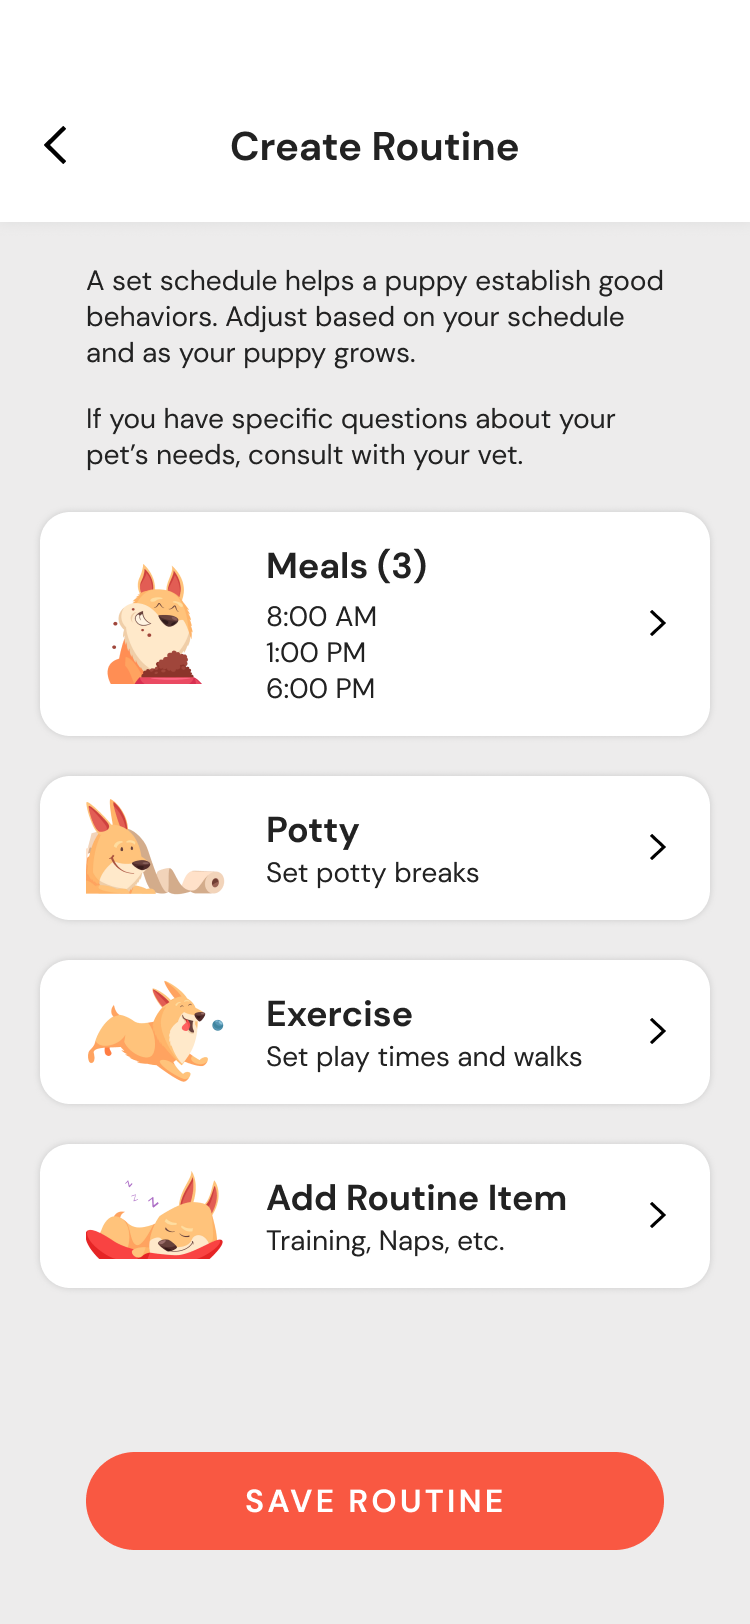 Create Routine
A set schedule helps a puppy establish good
behaviors. Adjust based on your schedule
and as your puppy grows.
If you have specific questions about your
pet’s needs, consult with your vet.
Meals (3)
8:00 AM
1:00 PM
6:00 PM
Potty
Set potty breaks
Exercise
Set play times and walks
z
z
z
Add Routine Item
Training, Naps, etc.
SAVE ROUTINE